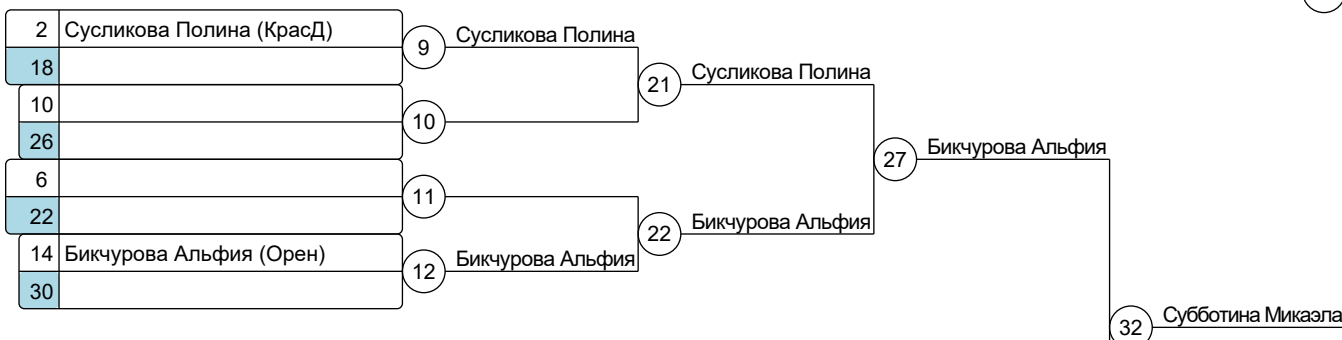 2 Сусликова Полина (КрасД)
9 Сусликова Полина
18
21 Сусликова Полина
10
10
26
27 Бикчурова Альфия
6
11
22
22 Бикчурова Альфия
14 Бикчурова Альфия (Орен)
12 Бикчурова Альфия
30
32 Субботина Микаэла